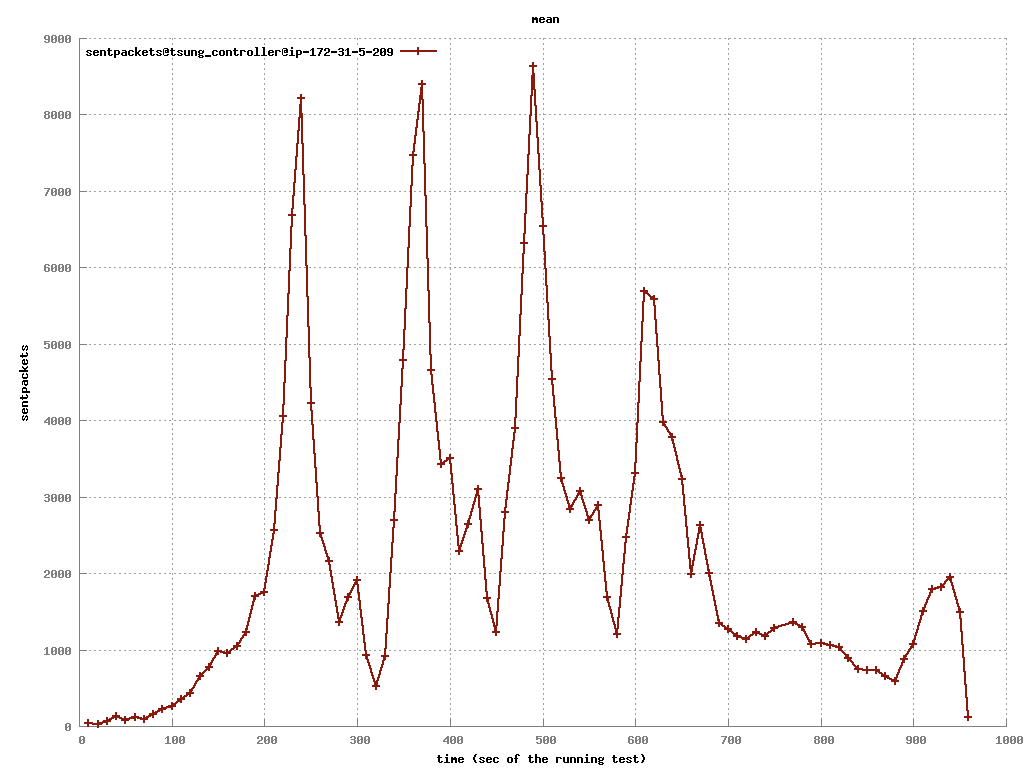 mean
9000
sentpackets@tsung_controller@ip-172-31-5-209
8000
7000
6000
5000
sentpackets
4000
3000
2000
1000
0
0 100 200 300 400 500 600 700 800 900 1000
time (sec of the running test)